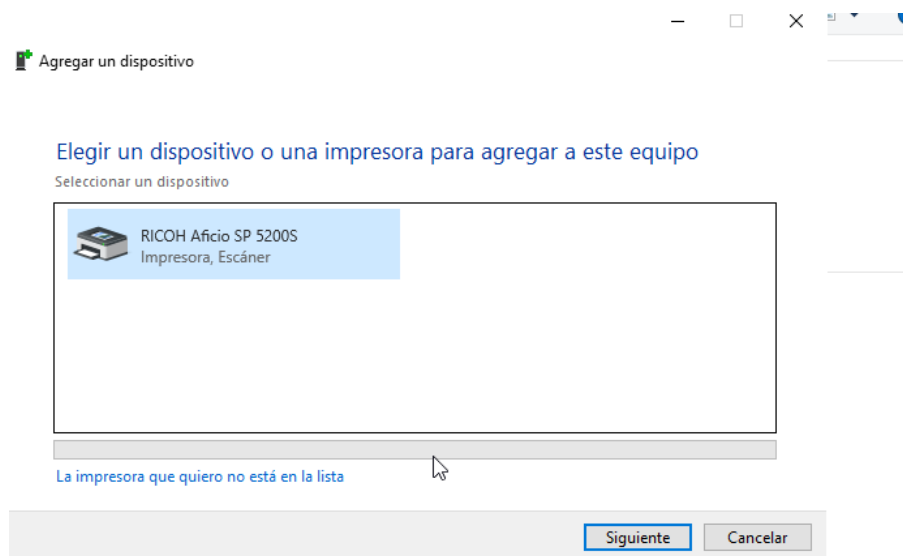 Agregar un dispositivo
Elegir un dispositivo o una impresora para agregar a este equipo
Seleccionar un dispositivo
RICOH Aficio SP 5200S
Impresora, Escáner
La impresora que quiero no está en la lista
Siguiente
Cancelar